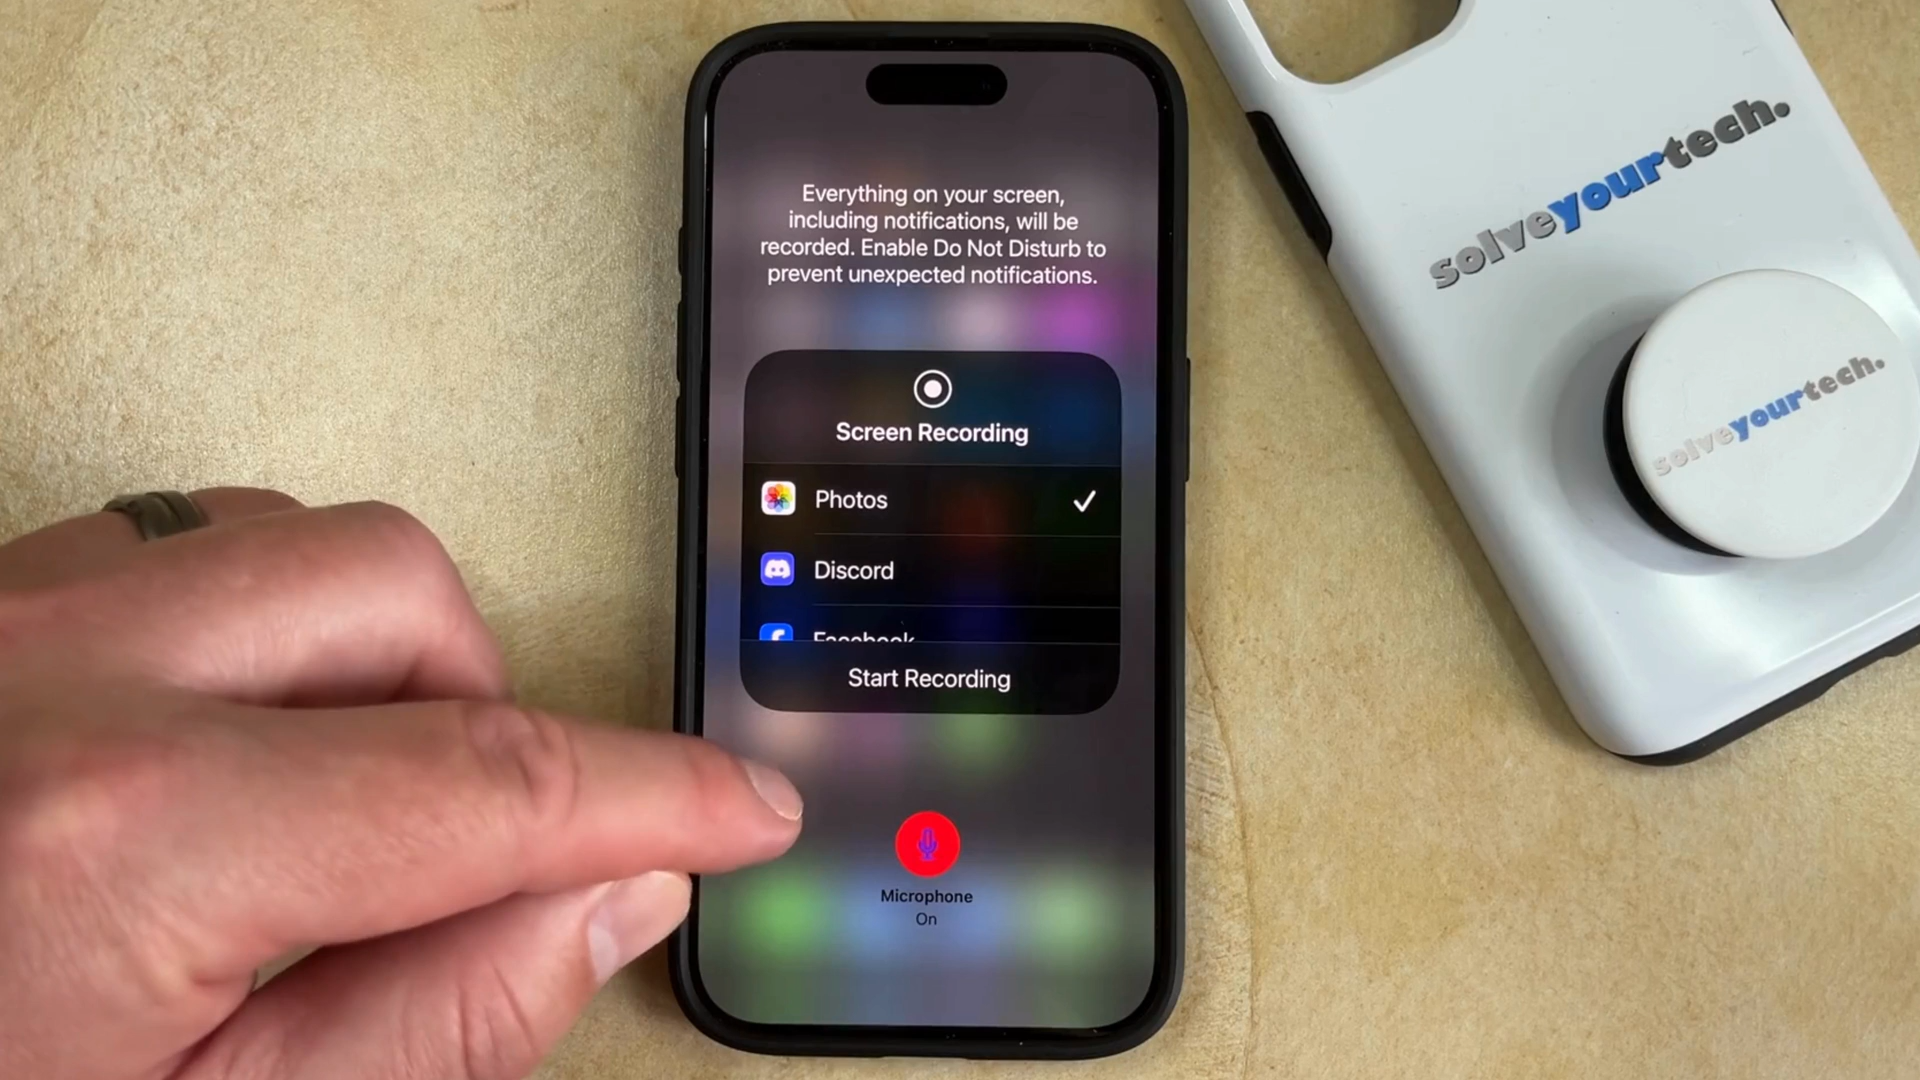 Everything on your screen,
including notifications, will be
recorded. Enable Do Not Disturb to
prevent unexpected notifications.
Screen Recording
Photos
Discord
Facebook
Start Recording
Microphone
On
solveyourtech.
solveyourtech.